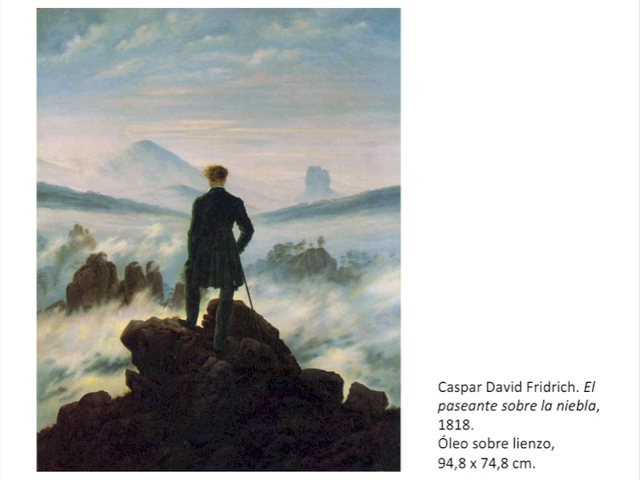 Caspar David Fridrich. El
paseante sobre la niebla,
1818.
Óleo sobre lienzo,
94,8 x 74,8 cm.